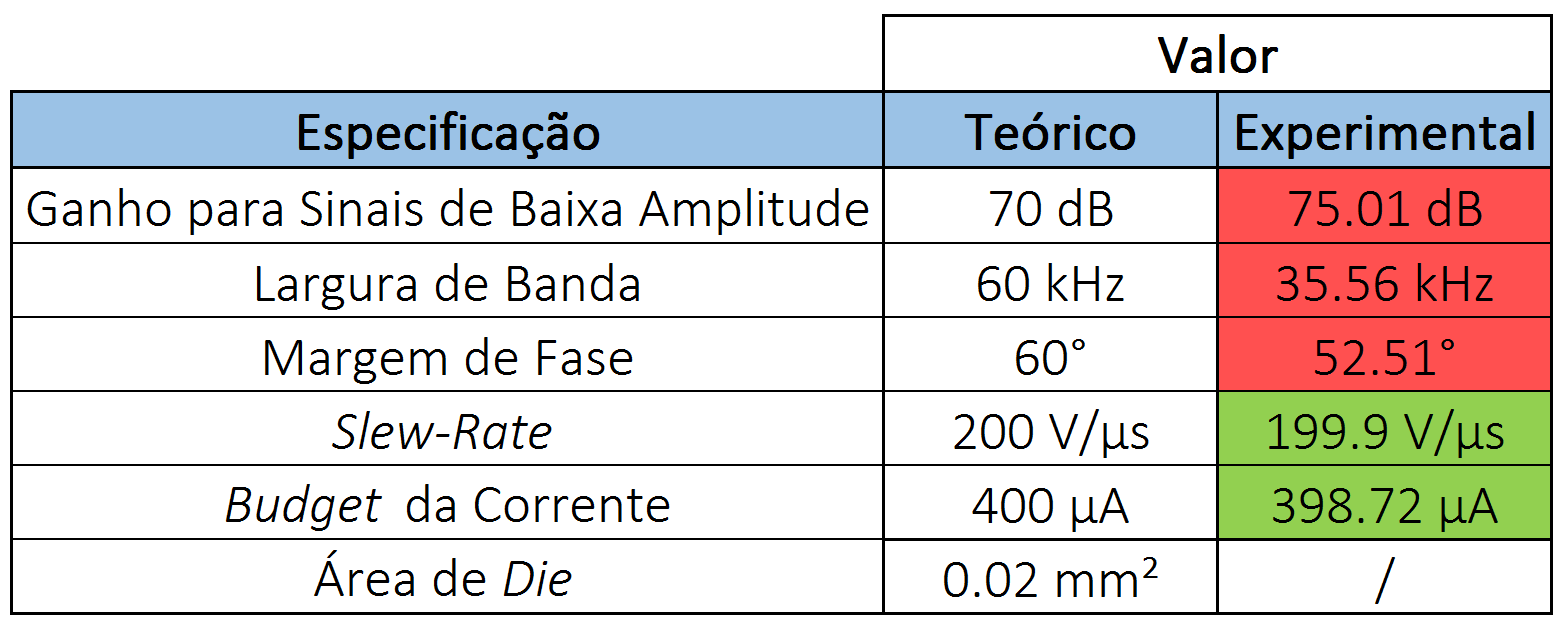 Valor
Especificação Teórico Experimental
Ganho para Sinais de Baixa Amplitude 70 dB 75.01 dB
Largura de Banda 60 kHz 35.56 kHz
Margem de Fase 60° 52.51°
Slew-Rate 200 V/μs 199.9 V/μs
Budget da Corrente 400 μA 398.72 μA
Área de Die 0.02 mm² /